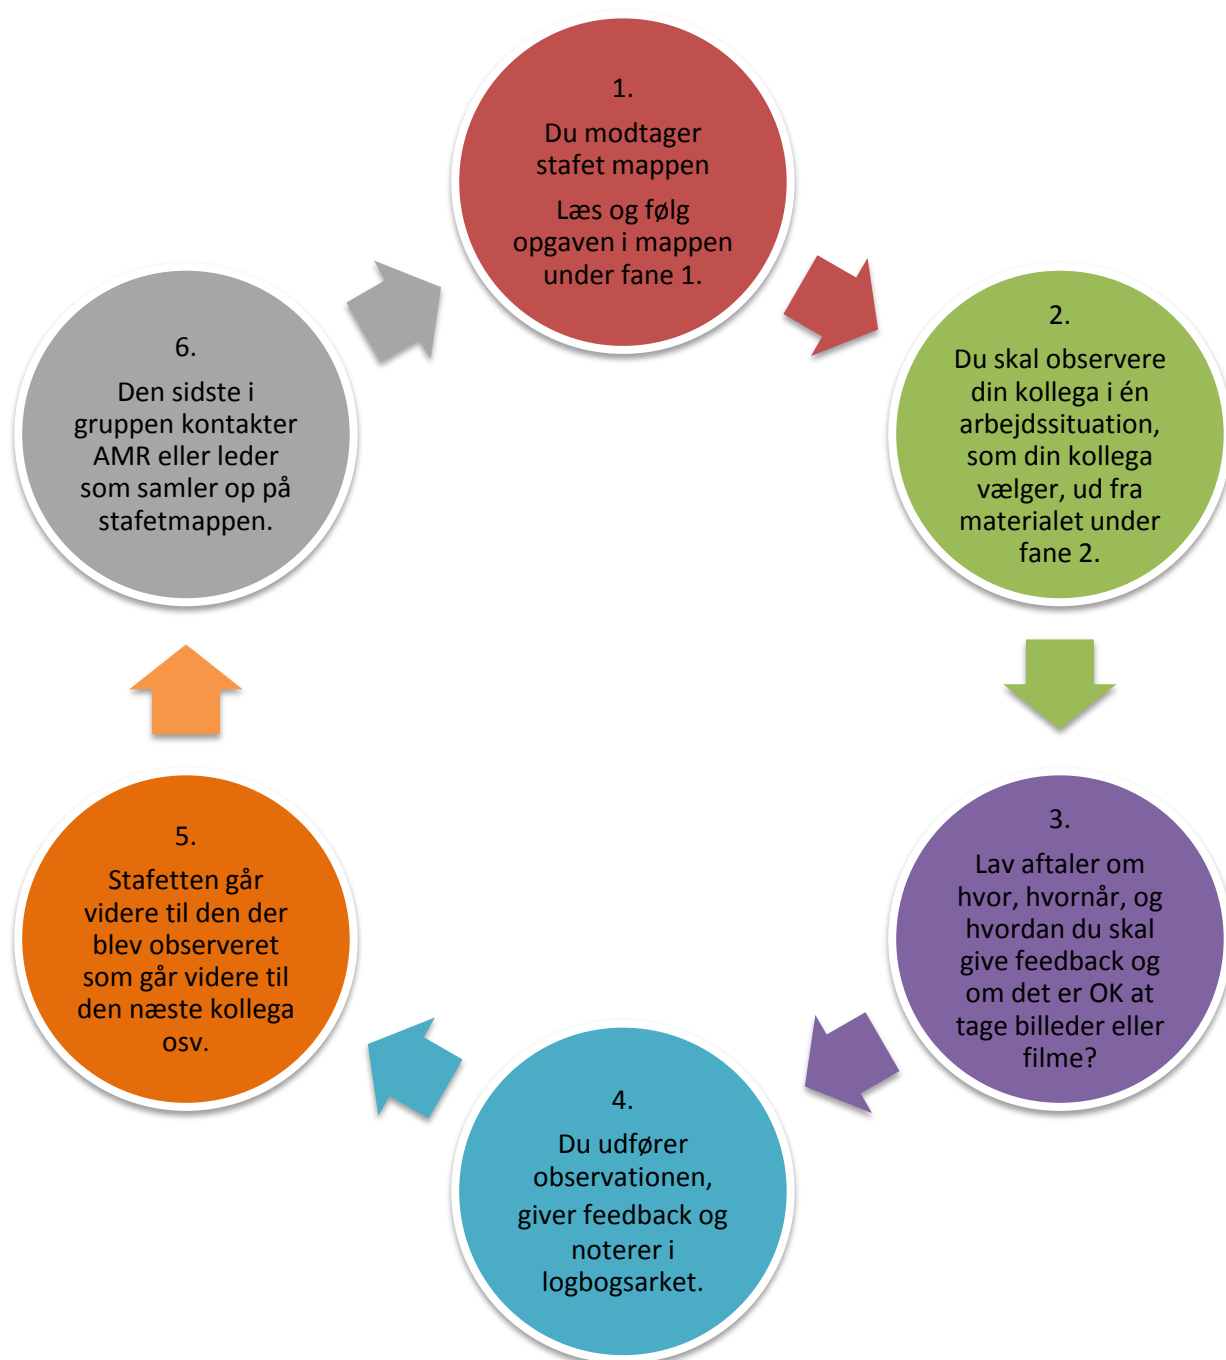 1.
Du modtager
stafet mappen
Læs og følg
opgaven i mappen
under fane 1.
2.
Du skal observere
din kollega i én
arbejdssituation,
som din kollega
vælger, ud fra
materialet under
fane 2.
3.
Lav aftaler om
hvor, hvornår, og
hvordan du skal
give feedback og
om det er OK at
tage billeder eller
filme?
4.
Du udfører
observationen,
giver feedback og
noterer i
logbogsarket.
5.
Stafetten går
videre til den der
blev observeret
som går videre til
den næste kollega
osv.
6.
Den sidste i
gruppen kontakter
AMR eller leder
som samler op på
stafetmappen.